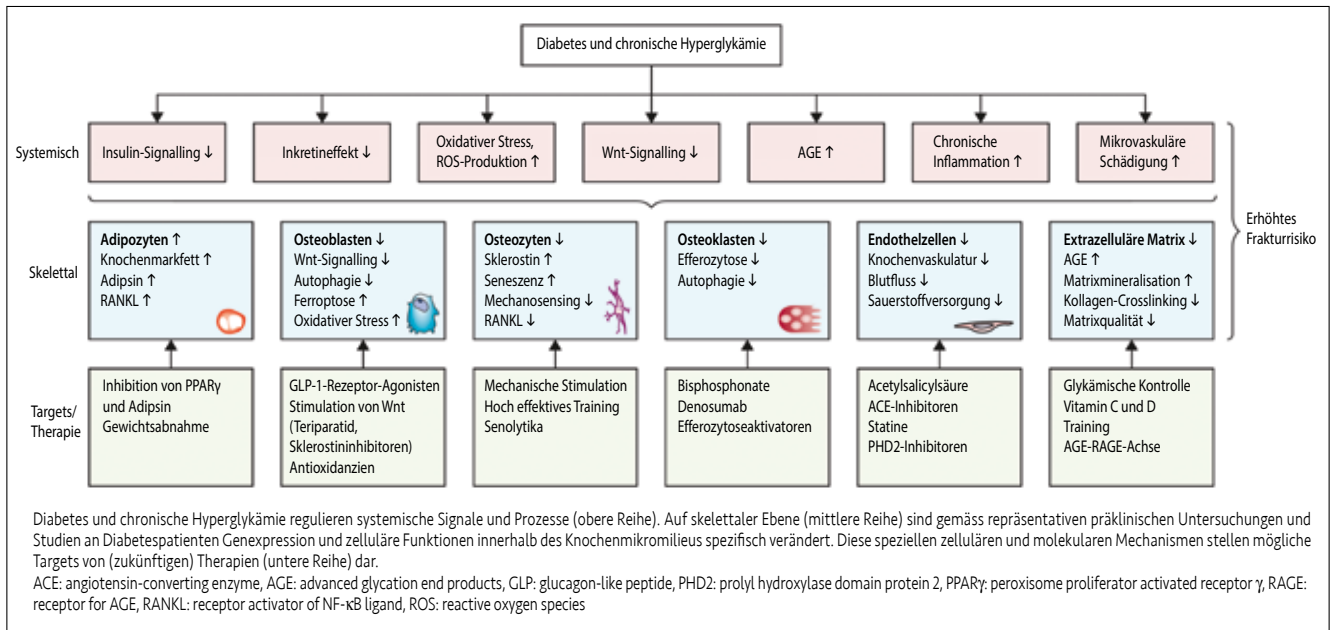 Diabetes und chronische Hyperglykämie
Systemisch
Insulin-Signalling ↓
Inkretineffekt ↓
Oxidativer Stress,
ROS-Produktion ↑
Wnt-Signalling ↓
AGE ↑
Chronische
Inflammation ↑
Mikrovaskuläre
Schädigung ↑
Erhöhtes
Frakturrisiko
Skelettal
Adipozyten ↑
Knochenmarkfett ↑
Adipsin ↑
RANKL ↑
Osteoblasten ↓
Wnt-Signalling ↓
Autophagie ↓
Ferroptose ↑
Oxidativer Stress ↑
Osteozyten ↓
Sklerostin ↑
Seneszenz ↑
Mechanosensing ↓
RANKL ↓
Osteoklasten ↓
Efferozytose ↓
Autophagie ↓
Endothelzellen ↓
Knochenvaskulatur ↓
Blutfluss ↓
Sauerstoffversorgung ↓
Extrazelluläre Matrix ↓
AGE ↑
Matrixmineralisation ↑
Kollagen-Crosslinking ↓
Matrixqualität ↓
Targets/
Therapie
Inhibition von PPARγ
und Adipsin
Gewichtsabnahme
GLP-1-Rezeptor-Agonisten
Stimulation von Wnt
(Teriparatid,
Sklerostininhibitoren)
Antioxidanzien
Mechanische Stimulation
Hoch effektives Training
Senolytika
Bisphosphonate
Denosumab
Efferozytoseaktivatoren
Acetylsalicylsäure
ACE-Inhibitoren
Statine
PHD2-Inhibitoren
Glykämische Kontrolle
Vitamin C und D
Training
AGE-RAGE-Achse
Diabetes und chronische Hyperglykämie regulieren systemische Signale und Prozesse (obere Reihe). Auf skelettaler Ebene (mittlere Reihe) sind gemäss repräsentativen präklinischen Untersuchungen und
Studien an Diabetespatienten Genexpression und zelluläre Funktionen innerhalb des Knochenmikromilieus spezifisch verändert. Diese speziellen zellulären und molekularen Mechanismen stellen mögliche
Targets von (zukünftigen) Therapien (untere Reihe) dar.
ACE: angiotensin-converting enzyme, AGE: advanced glycation end products, GLP: glucagon-like peptide, PHD2: prolyl hydroxylase domain protein 2, PPARγ: peroxisome proliferator activated receptor γ, RAGE:
receptor for AGE, RANKL: receptor activator of NF-κB ligand, ROS: reactive oxygen species